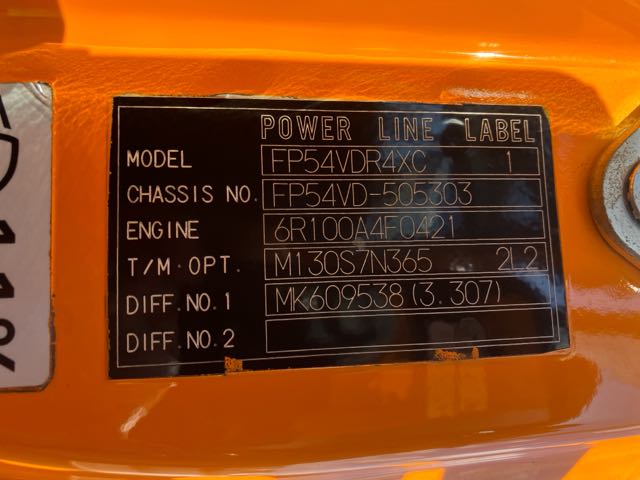 POWER LINE LABEL
MODEL FP54VDR4XC 1
CHASSIS NO. FP54VD-505303
ENGINE 6R100A4F0421
T/M·OPT. M130S7N365 2L2
DIFF.NO.1 MK609538(3.307)
DIFF.NO.2